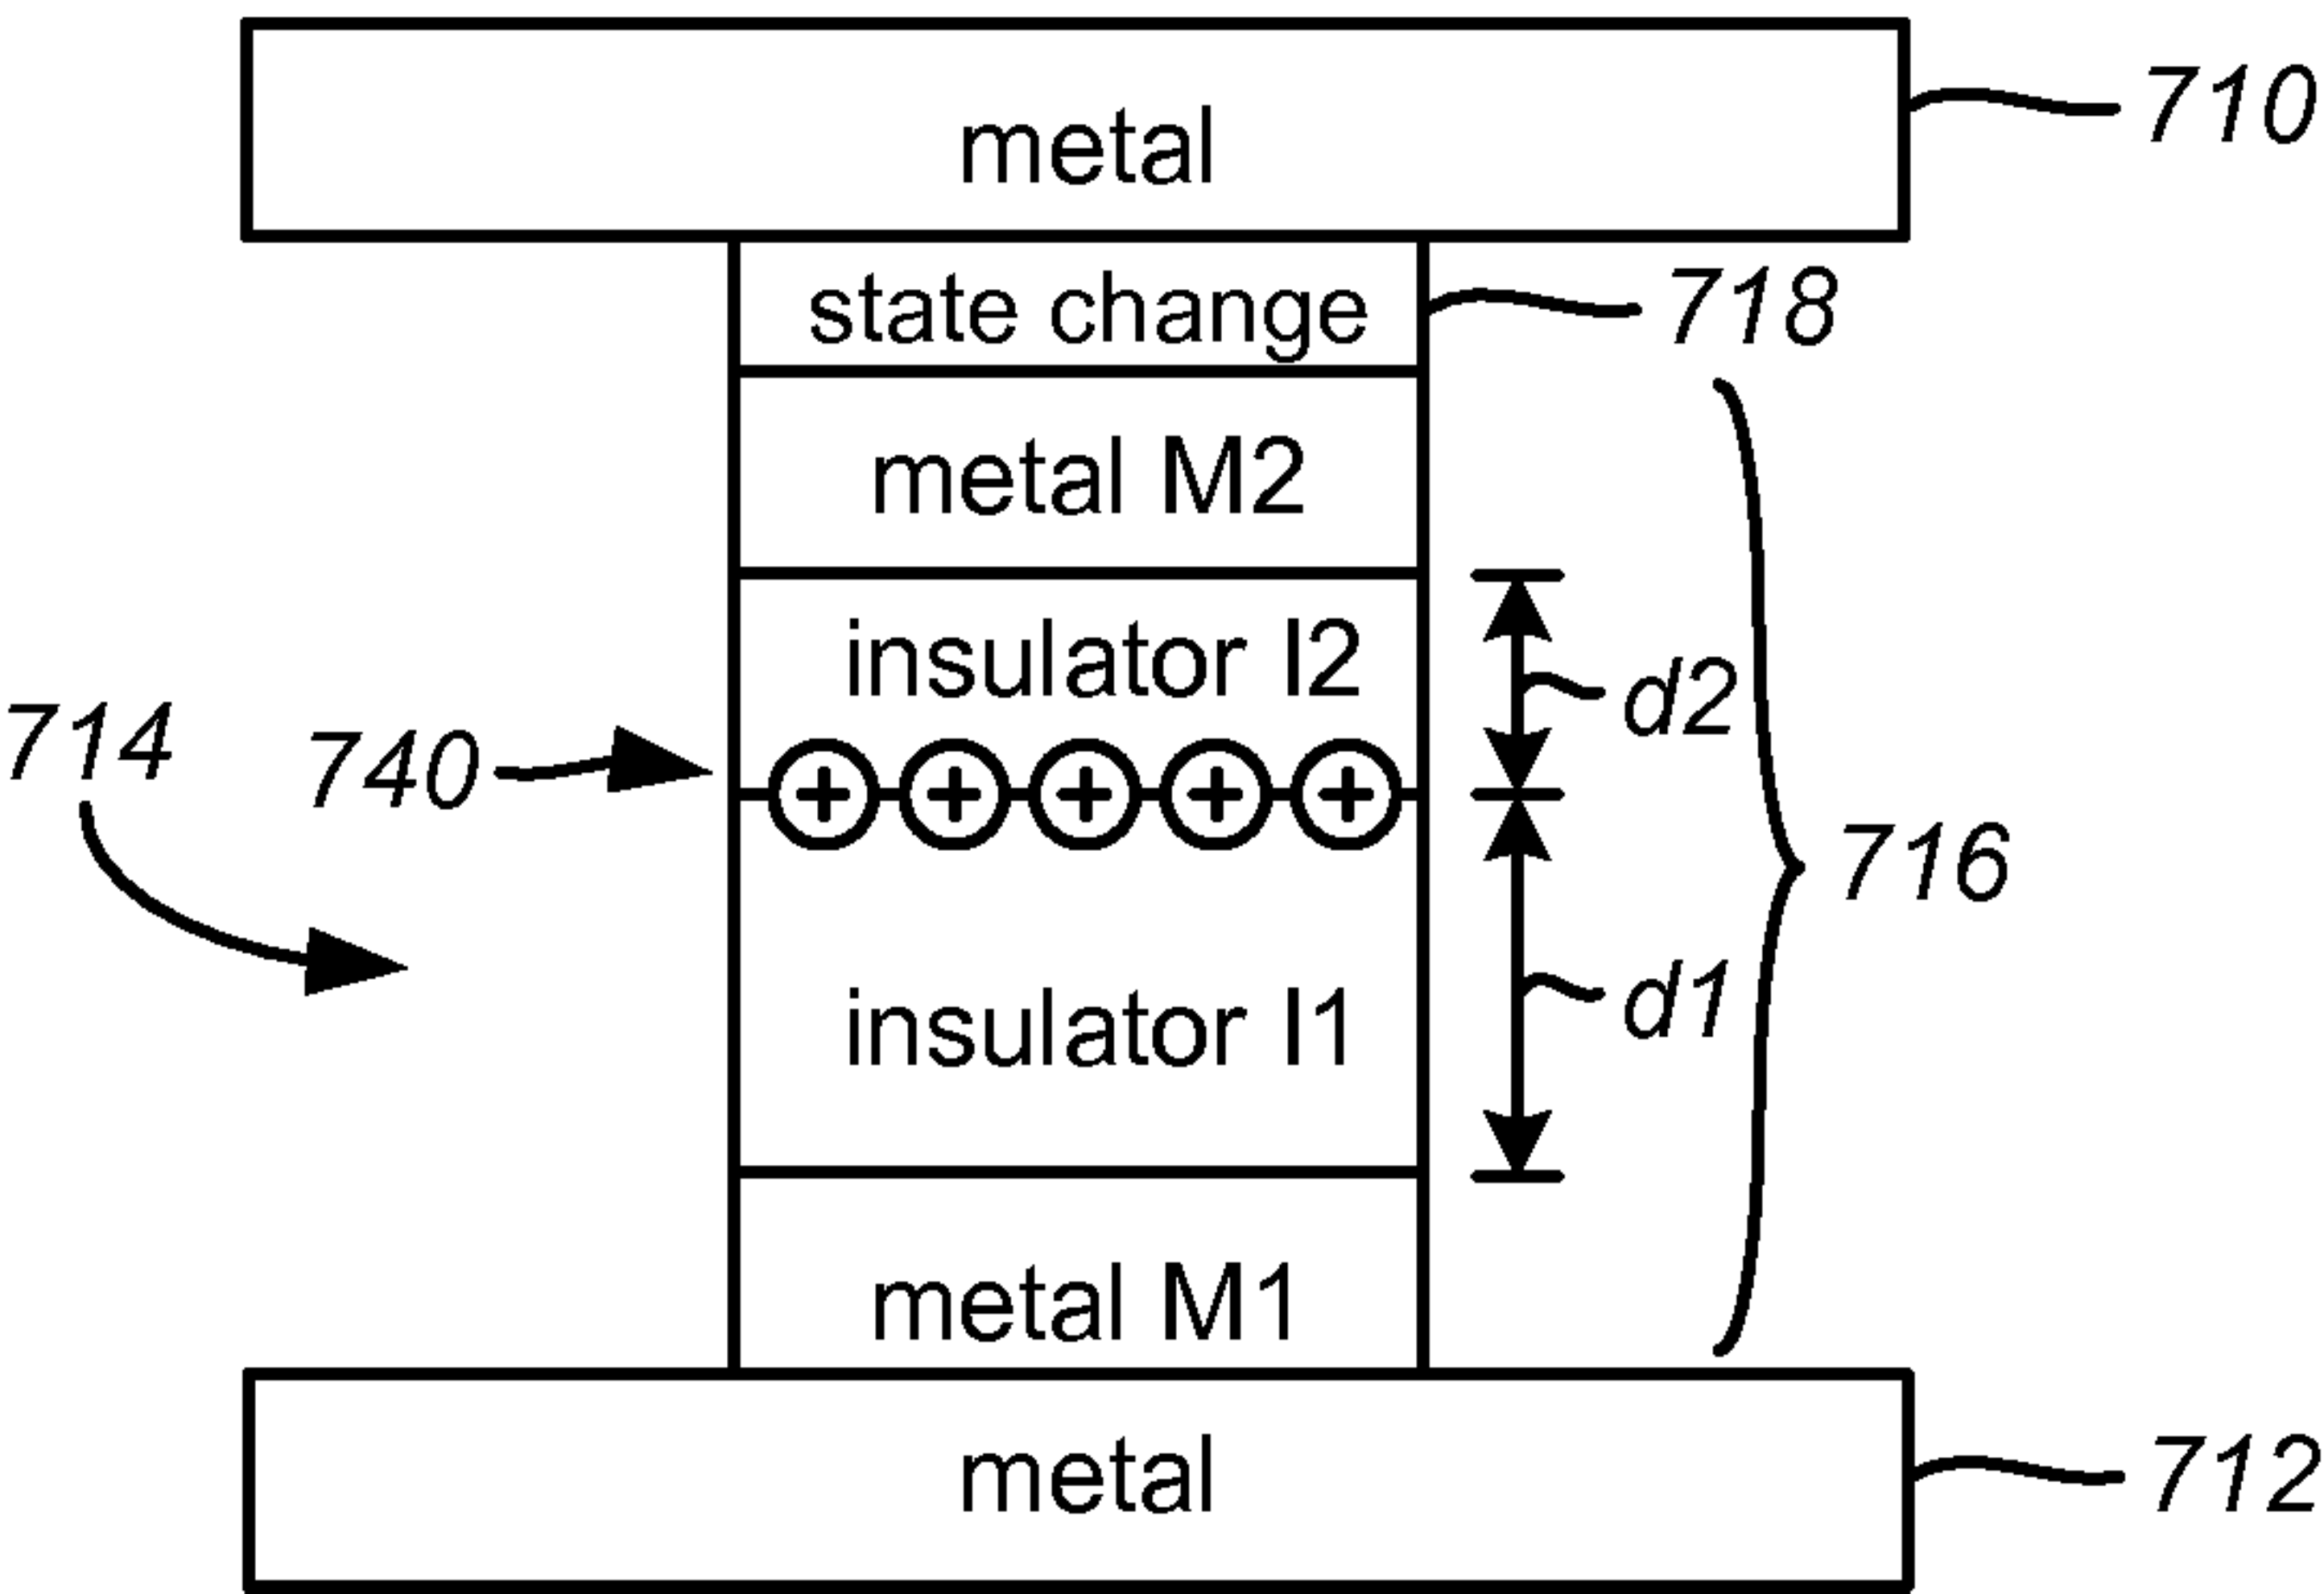 metal
710
state change
718
metal M2
insulator I2
d2
714
740
+ + + + +
716
insulator I1
d1
metal M1
metal
712